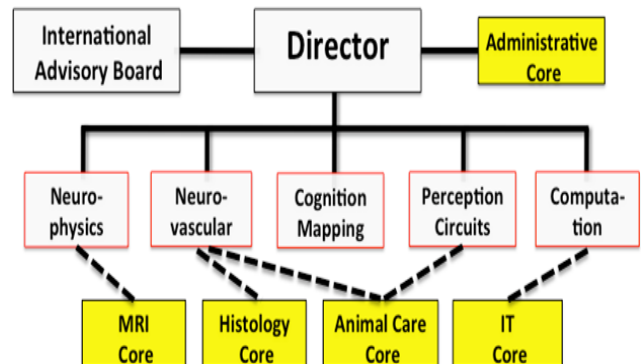 International
Advisory Board
Director
Administrative
Core
Neuro-
physics
Neuro-
vascular
Cognition
Mapping
Perception
Circuits
Computa-
tion
MRI
Core
Histology
Core
Animal Care
Core
IT
Core